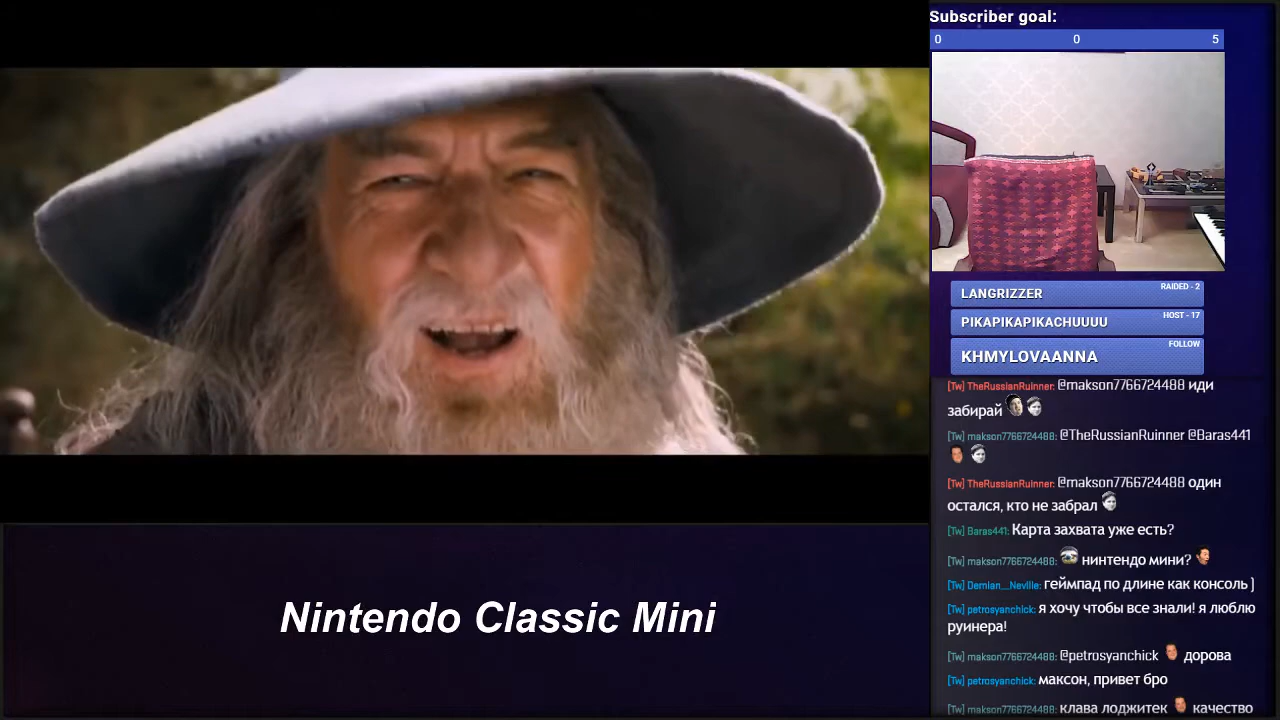 Subscriber goal:
0 0 5
LANGRIZZER RAIDED - 2
PIKAPIKAPIKACHUUUU HOST - 17
KHMYLOVAANNA FOLLOW
[Tw] TheRussianRuinner: @makson7766724488 иди
забирай
[Tw] makson7766724488: @TheRussianRuinner @Baras441
[Tw] TheRussianRuinner: @makson7766724488 один
остался, кто не забрал
[Tw] Baras441: Карта захвата уже есть?
[Tw] makson7766724488: нинтендо мини?
[Tw] Demian__Neville: геймпад по длине как консоль )
[Tw] petrosyanchick: я хочу чтобы все знали! я люблю
руинера!
[Tw] makson7766724488: @petrosyanchick дорова
[Tw] petrosyanchick: максон, привет бро
[Tw] makson7766724488: клава лоджитек качество
Nintendo Classic Mini